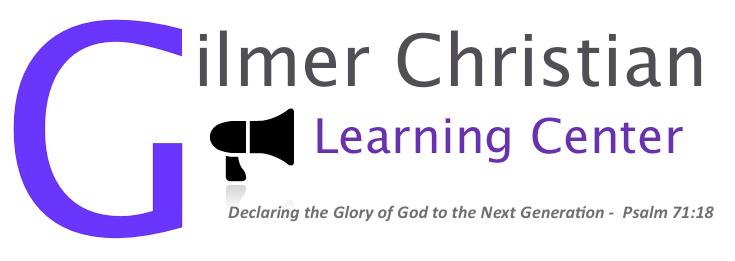 Gilmer Christian
Learning Center
Declaring the Glory of God to the Next Generation - Psalm 71:18